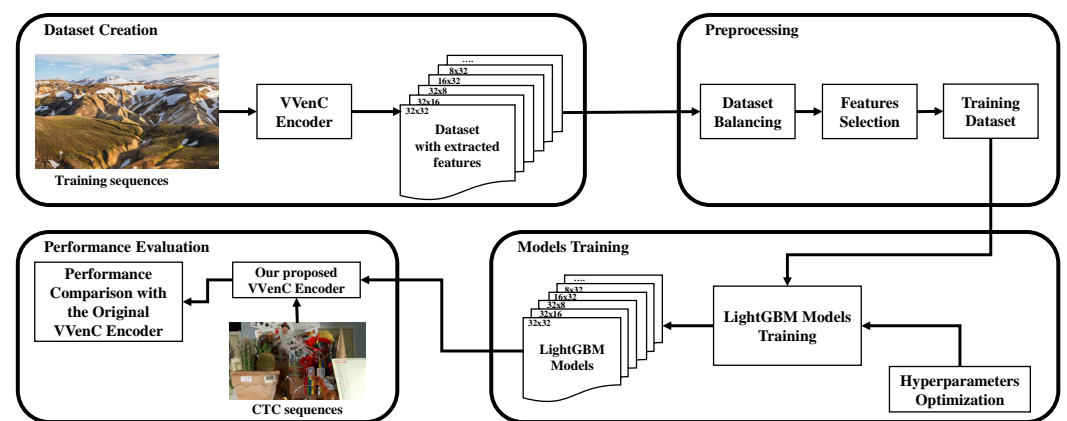 Dataset Creation
Training sequences
VVenC
Encoder
....
8x32
16x32
32x8
32x16
32x32
Dataset
with extracted
features
Preprocessing
Dataset
Balancing
Features
Selection
Training
Dataset
Performance Evaluation
Performance
Comparison with
the Original
VVenC Encoder
Our proposed
VVenC Encoder
CTC sequences
Models Training
....
8x32
16x32
32x8
32x16
32x32
LightGBM
Models
LightGBM Models
Training
Hyperparameters
Optimization